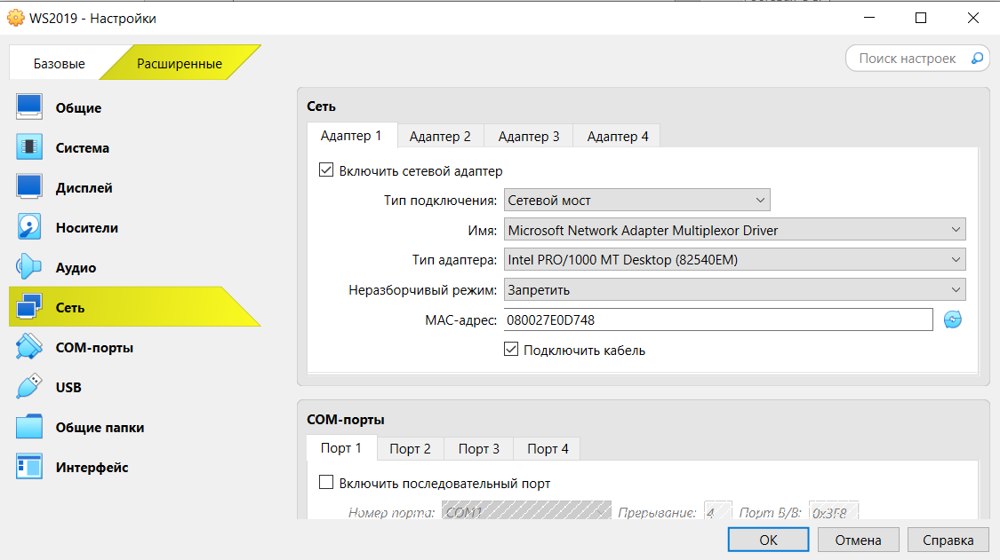 WS2019 - Настройки
Базовые
Расширенные
Поиск настроек
Общие
Система
Дисплей
Носители
Аудио
Сеть
COM-порты
USB
Общие папки
Интерфейс
Сеть
Адаптер 1 Адаптер 2 Адаптер 3 Адаптер 4
Включить сетевой адаптер
Тип подключения: Сетевой мост
Имя: Microsoft Network Adapter Multiplexor Driver
Тип адаптера: Intel PRO/1000 MT Desktop (82540EM)
Неразборчивый режим: Запретить
MAC-адрес: 080027E0D748
Подключить кабель
COM-порты
Порт 1 Порт 2 Порт 3 Порт 4
Включить последовательный порт
Номер порта: COM1 Прерывание: 4 Порт В/В: 0x3F8
OK Отмена Справка